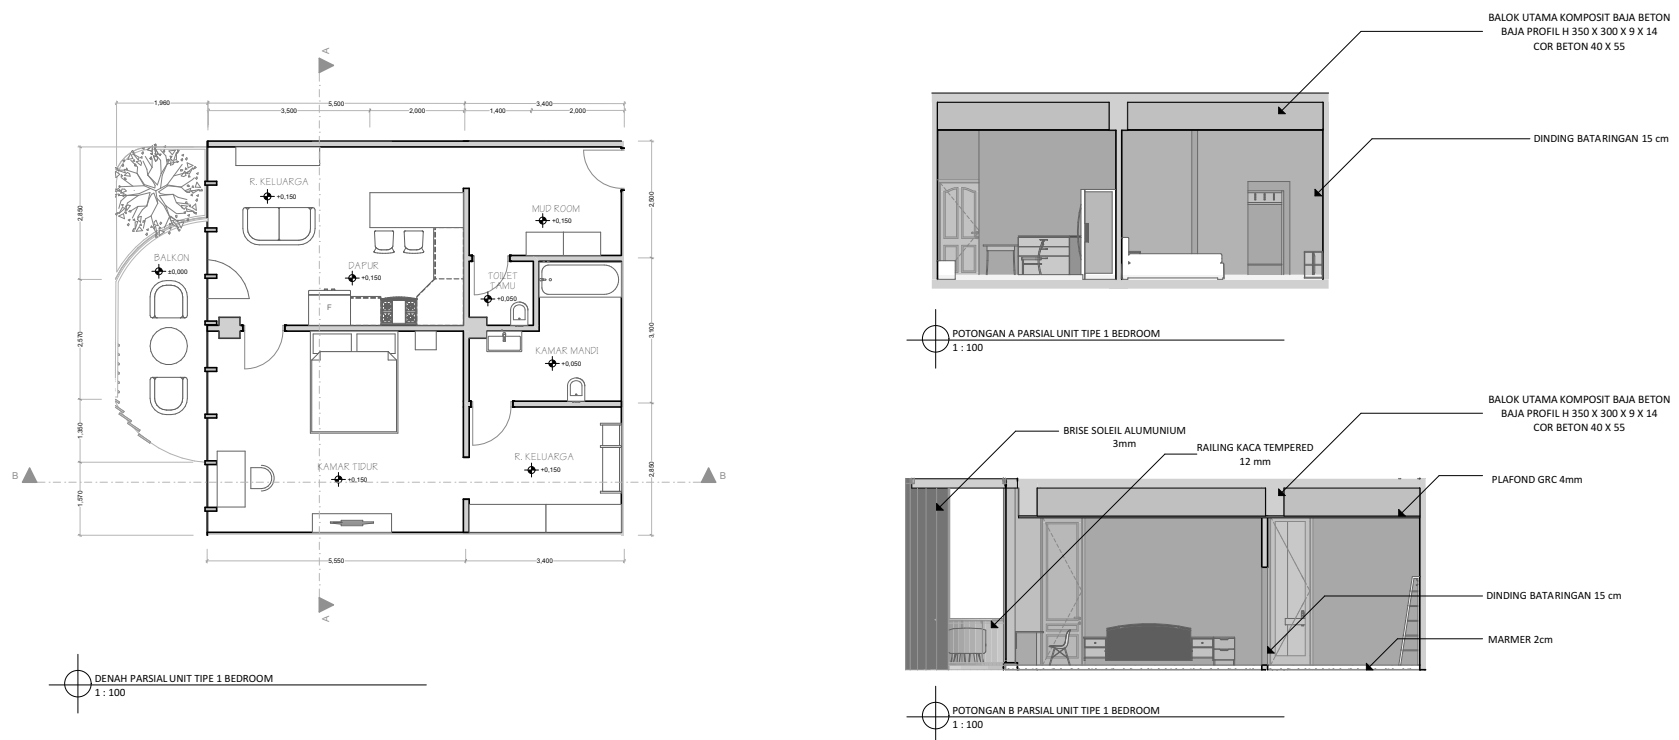 A
1,960
5,500
3,400
3,500
2,000
1,400
2,000
R. KELUARGA
+0,150
MUD ROOM
+0,150
2,850
2,500
BALKON
±0,000
DAPUR
+0,150
TOILET
TAMU
+0,050
F
2,570
3,100
KAMAR MANDI
+0,050
1,350
R. KELUARGA
+0,150
KAMAR TIDUR
+0,150
2,850
B
B
1,570
5,550
3,400
A
DENAH PARSIAL UNIT TIPE 1 BEDROOM
1 : 100
BALOK UTAMA KOMPOSIT BAJA BETON
BAJA PROFIL H 350 X 300 X 9 X 14
COR BETON 40 X 55
DINDING BATARINGAN 15 cm
POTONGAN A PARSIAL UNIT TIPE 1 BEDROOM
1 : 100
BALOK UTAMA KOMPOSIT BAJA BETON
BAJA PROFIL H 350 X 300 X 9 X 14
COR BETON 40 X 55
BRISE SOLEIL ALUMUNIUM
3mm
RAILING KACA TEMPERED
12 mm
PLAFOND GRC 4mm
DINDING BATARINGAN 15 cm
MARMER 2cm
POTONGAN B PARSIAL UNIT TIPE 1 BEDROOM
1 : 100